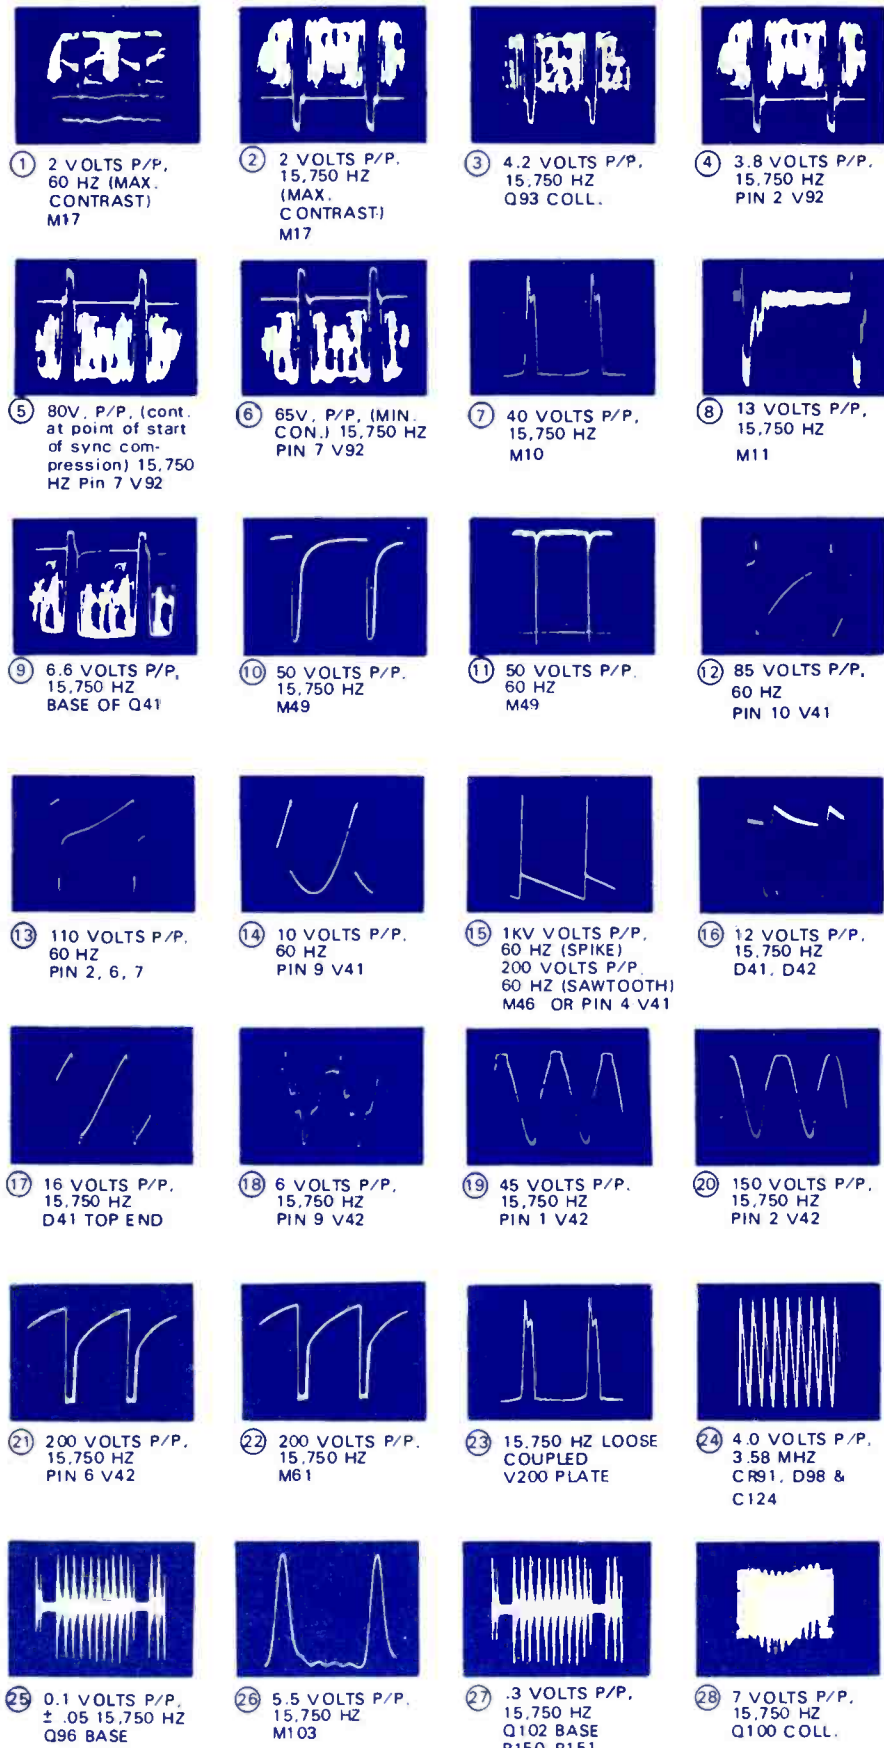 1 2 VOLTS P/P,
60 HZ (MAX.
CONTRAST)
M17
2 2 VOLTS P/P.
15,750 HZ
(MAX.
CONTRAST)
M17
3 4.2 VOLTS P/P,
15,750 HZ
Q93 COLL.
4 3.8 VOLTS P/P.
15,750 HZ
PIN 2 V92
5 80V, P/P, (cont.
at point of start
of sync com-
pression) 15,750
HZ Pin 7 V92
6 65V, P/P, (MIN.
CON.) 15,750 HZ
PIN 7 V92
7 40 VOLTS P/P,
15,750 HZ
M10
8 13 VOLTS P/P,
15,750 HZ
M11
9 6.6 VOLTS P/P,
15,750 HZ
BASE OF Q41
10 50 VOLTS P/P.
15,750 HZ
M49
11 50 VOLTS P/P.
60 HZ
M49
12 85 VOLTS P/P,
60 HZ
PIN 10 V41
13 110 VOLTS P/P,
60 HZ
PIN 2, 6, 7
14 10 VOLTS P/P,
60 HZ
PIN 9 V41
15 1KV VOLTS P/P,
60 HZ (SPIKE)
200 VOLTS P/P.
60 HZ (SAWTOOTH)
M46 OR PIN 4 V41
16 12 VOLTS P/P,
15,750 HZ
D41, D42
17 16 VOLTS P/P,
15,750 HZ
D41 TOP END
18 6 VOLTS P/P,
15,750 HZ
PIN 9 V42
19 45 VOLTS P/P.
15,750 HZ
PIN 1 V42
20 150 VOLTS P/P,
15,750 HZ
PIN 2 V42
21 200 VOLTS P/P,
15,750 HZ
PIN 6 V42
22 200 VOLTS P/P.
15,750 HZ
M61
23 15,750 HZ LOOSE
COUPLED
V200 PLATE
24 4.0 VOLTS P/P,
3.58 MHZ
CR91, D98 &
C124
25 0.1 VOLTS P/P,
± .05 15,750 HZ
Q96 BASE
26 5.5 VOLTS P/P.
15,750 HZ
M103
27 .3 VOLTS P/P,
15,750 HZ
Q102 BASE
28 7 VOLTS P/P,
15,750 HZ
Q100 COLL.